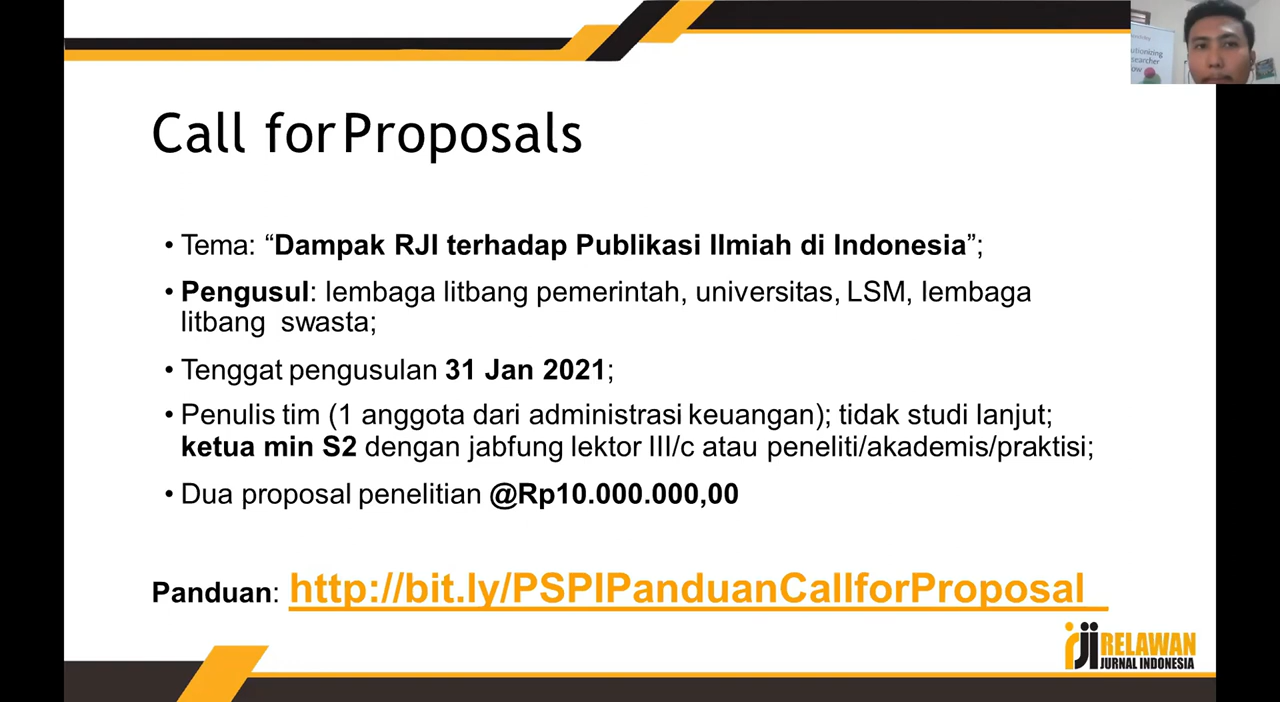 Call for Proposals
• Tema: “Dampak RJI terhadap Publikasi Ilmiah di Indonesia”;
• Pengusul: lembaga litbang pemerintah, universitas, LSM, lembaga
litbang swasta;
• Tenggat pengusulan 31 Jan 2021;
• Penulis tim (1 anggota dari administrasi keuangan); tidak studi lanjut;
ketua min S2 dengan jabfung lektor III/c atau peneliti/akademis/praktisi;
• Dua proposal penelitian @Rp10.000.000,00
Panduan: http://bit.ly/PSPIPanduanCallforProposal
rji RELAWAN
JURNAL INDONESIA